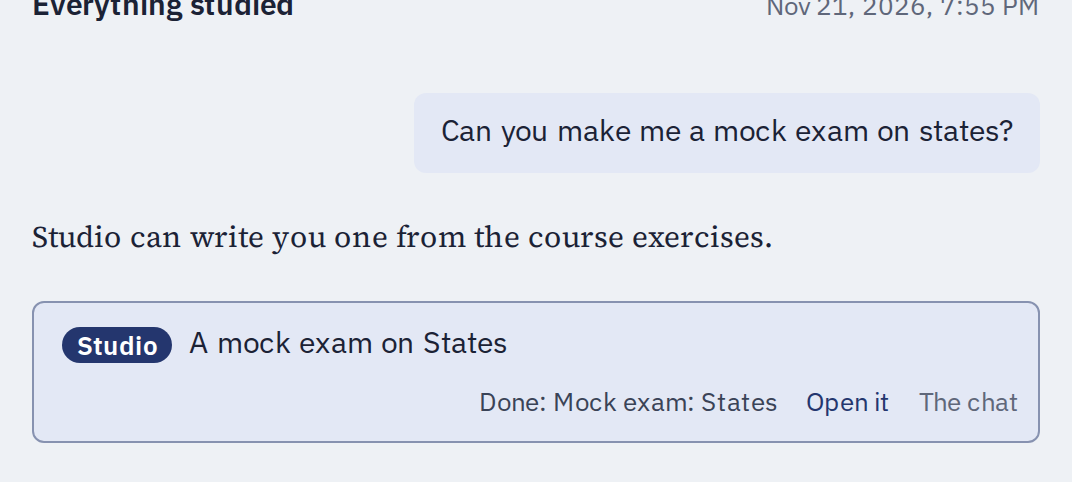 Everything studied
Nov 21, 2026, 7:55 PM
Can you make me a mock exam on states?
Studio can write you one from the course exercises.
Studio A mock exam on States
Done: Mock exam: States Open it The chat